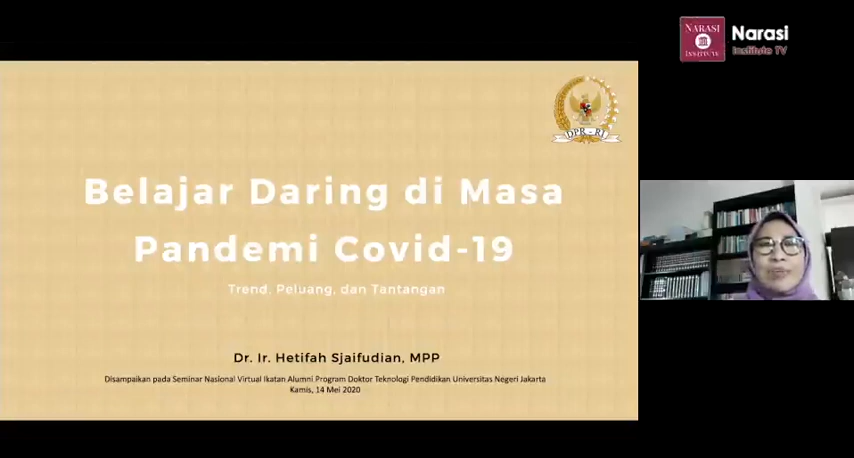 NARASI
INSTITUTE
Narasi
Institute TV
DPR - RI
Belajar Daring di Masa
Pandemi Covid-19
Trend, Peluang, dan Tantangan
Dr. Ir. Hetifah Sjaifudian, MPP
Disampaikan pada Seminar Nasional Virtual Ikatan Alumni Program Doktor Teknologi Pendidikan Universitas Negeri Jakarta
Kamis, 14 Mei 2020